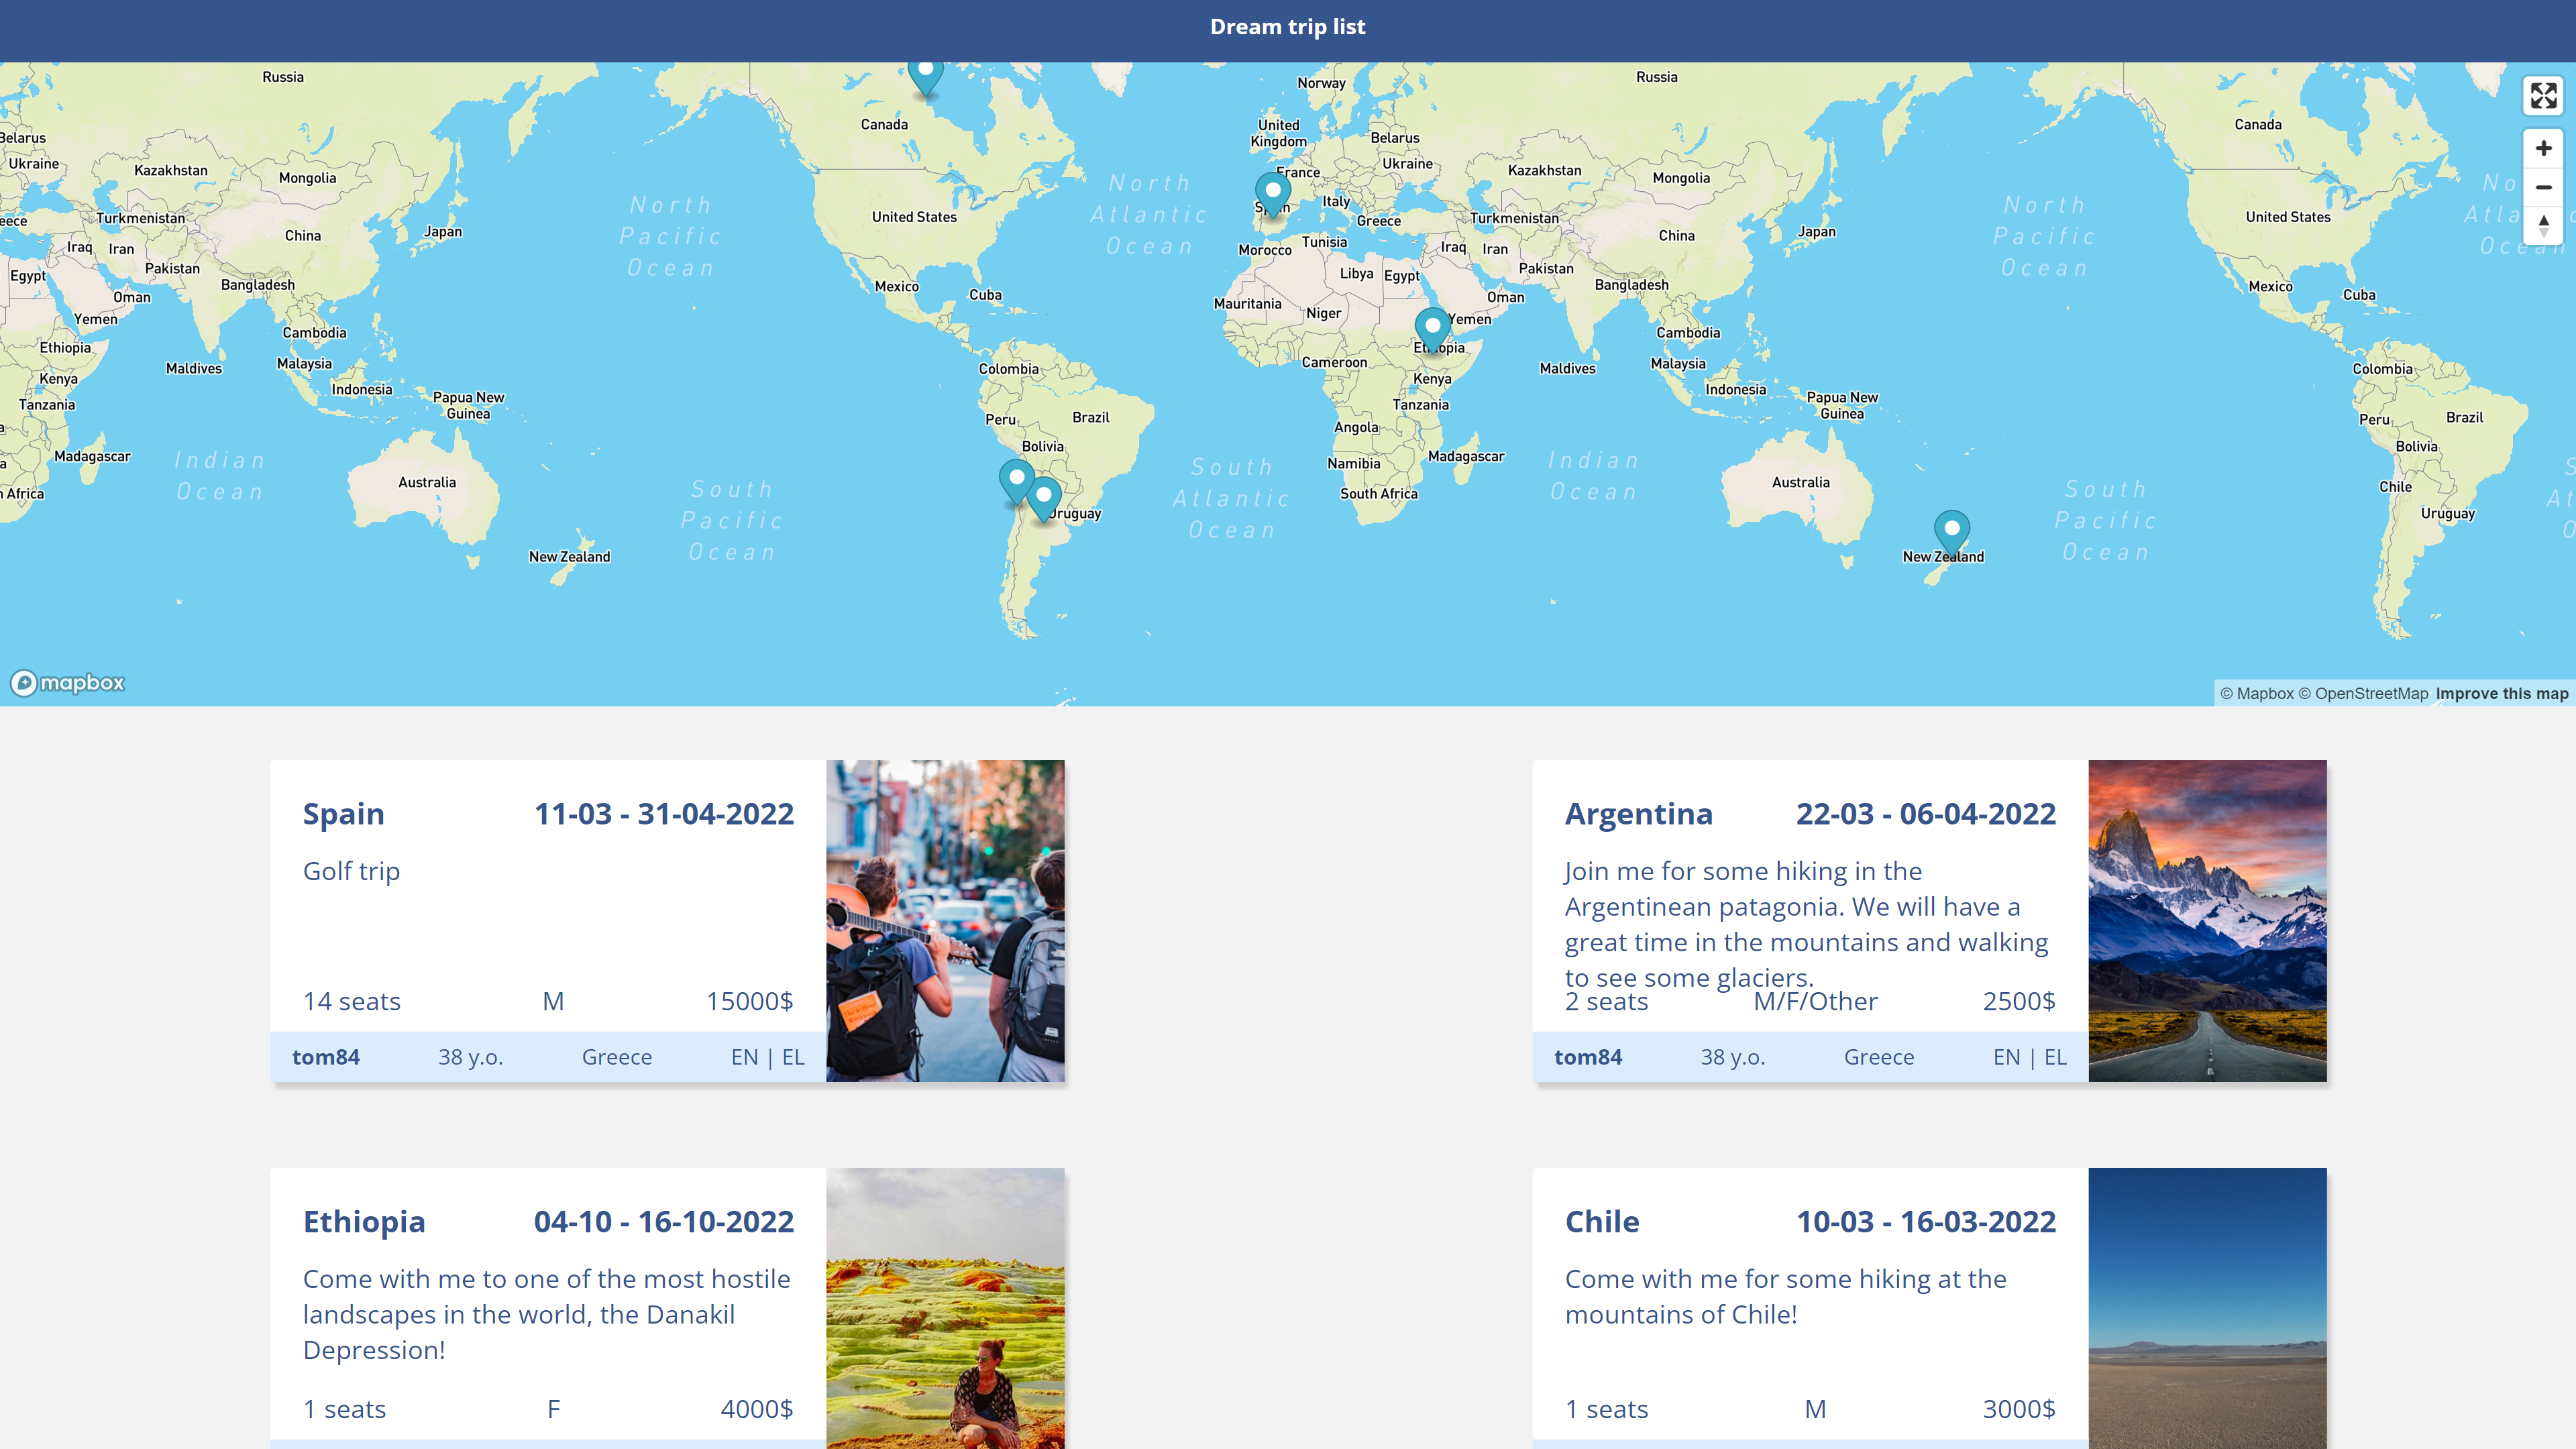 Dream trip list
Russia
Norway
Russia
Canada
United Kingdom
Canada
Belarus
Belarus
Ukraine
Kazakhstan
Mongolia
France
Ukraine
Kazakhstan
Mongolia
North Pacific Ocean
North Atlantic Ocean
North Pacific Ocean
Turkmenistan
United States
Italy
Greece
Turkmenistan
United States
Iraq
Iran
China
Japan
Morocco
Tunisia
Iraq
Iran
China
Japan
Egypt
Pakistan
Bangladesh
Mexico
Cuba
Libya
Egypt
Pakistan
Bangladesh
Mexico
Cuba
Oman
Yemen
Mauritania
Niger
Oman
Yemen
Cambodia
Cambodia
Ethiopia
Maldives
Malaysia
Colombia
Cameroon
Maldives
Malaysia
Colombia
Kenya
Indonesia
Kenya
Indonesia
Tanzania
Papua New Guinea
Peru
Brazil
Tanzania
Papua New Guinea
Peru
Brazil
Angola
Madagascar
Bolivia
Namibia
Madagascar
Bolivia
Indian Ocean
Australia
South Pacific Ocean
South Atlantic Ocean
South Africa
Indian Ocean
Australia
South Pacific Ocean
Chile
Africa
Uruguay
New Zealand
New Zealand
mapbox
© Mapbox © OpenStreetMap Improve this map
Spain 11-03 - 31-04-2022
Golf trip
14 seats M 15000$
tom84 38 y.o. Greece EN | EL
Argentina 22-03 - 06-04-2022
Join me for some hiking in the
Argentinean patagonia. We will have a
great time in the mountains and walking
to see some glaciers.
2 seats M/F/Other 2500$
tom84 38 y.o. Greece EN | EL
Ethiopia 04-10 - 16-10-2022
Come with me to one of the most hostile
landscapes in the world, the Danakil
Depression!
1 seats F 4000$
Chile 10-03 - 16-03-2022
Come with me for some hiking at the
mountains of Chile!
1 seats M 3000$